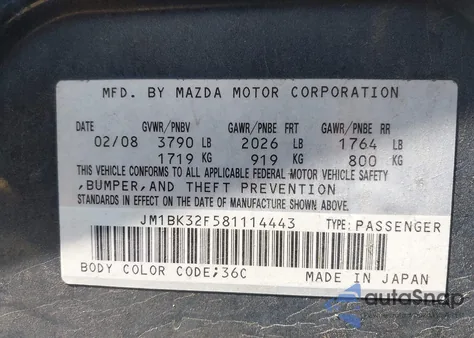 MFD. BY MAZDA MOTOR CORPORATION
GVWR/PNBV GAWR/PNBE FRT GAWR/PNBE RR
02/08 3790 LB 2026 LB 1764 LB
1719 KG 919 KG 800 KG
THIS VEHICLE CONFORMS TO ALL APPLICABLE FEDERAL MOTOR VEHICLE SAFETY
,BUMPER,AND THEFT PREVENTION
STANDARDS IN EFFECT ON THE DATE OF MANUFACTURE SHOWN ABOVE.
JM1BK32F581114443 TYPE: PASSENGER
BODY COLOR CODE;36C MADE IN JAPAN
autoSnap